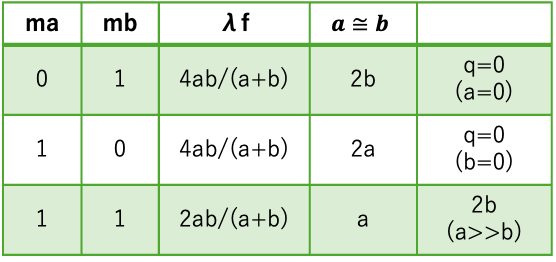 ma mb λf a ≅ b
0 1 4ab/(a+b) 2b q=0
(a=0)
1 0 4ab/(a+b) 2a q=0
(b=0)
1 1 2ab/(a+b) a 2b
(a>>b)